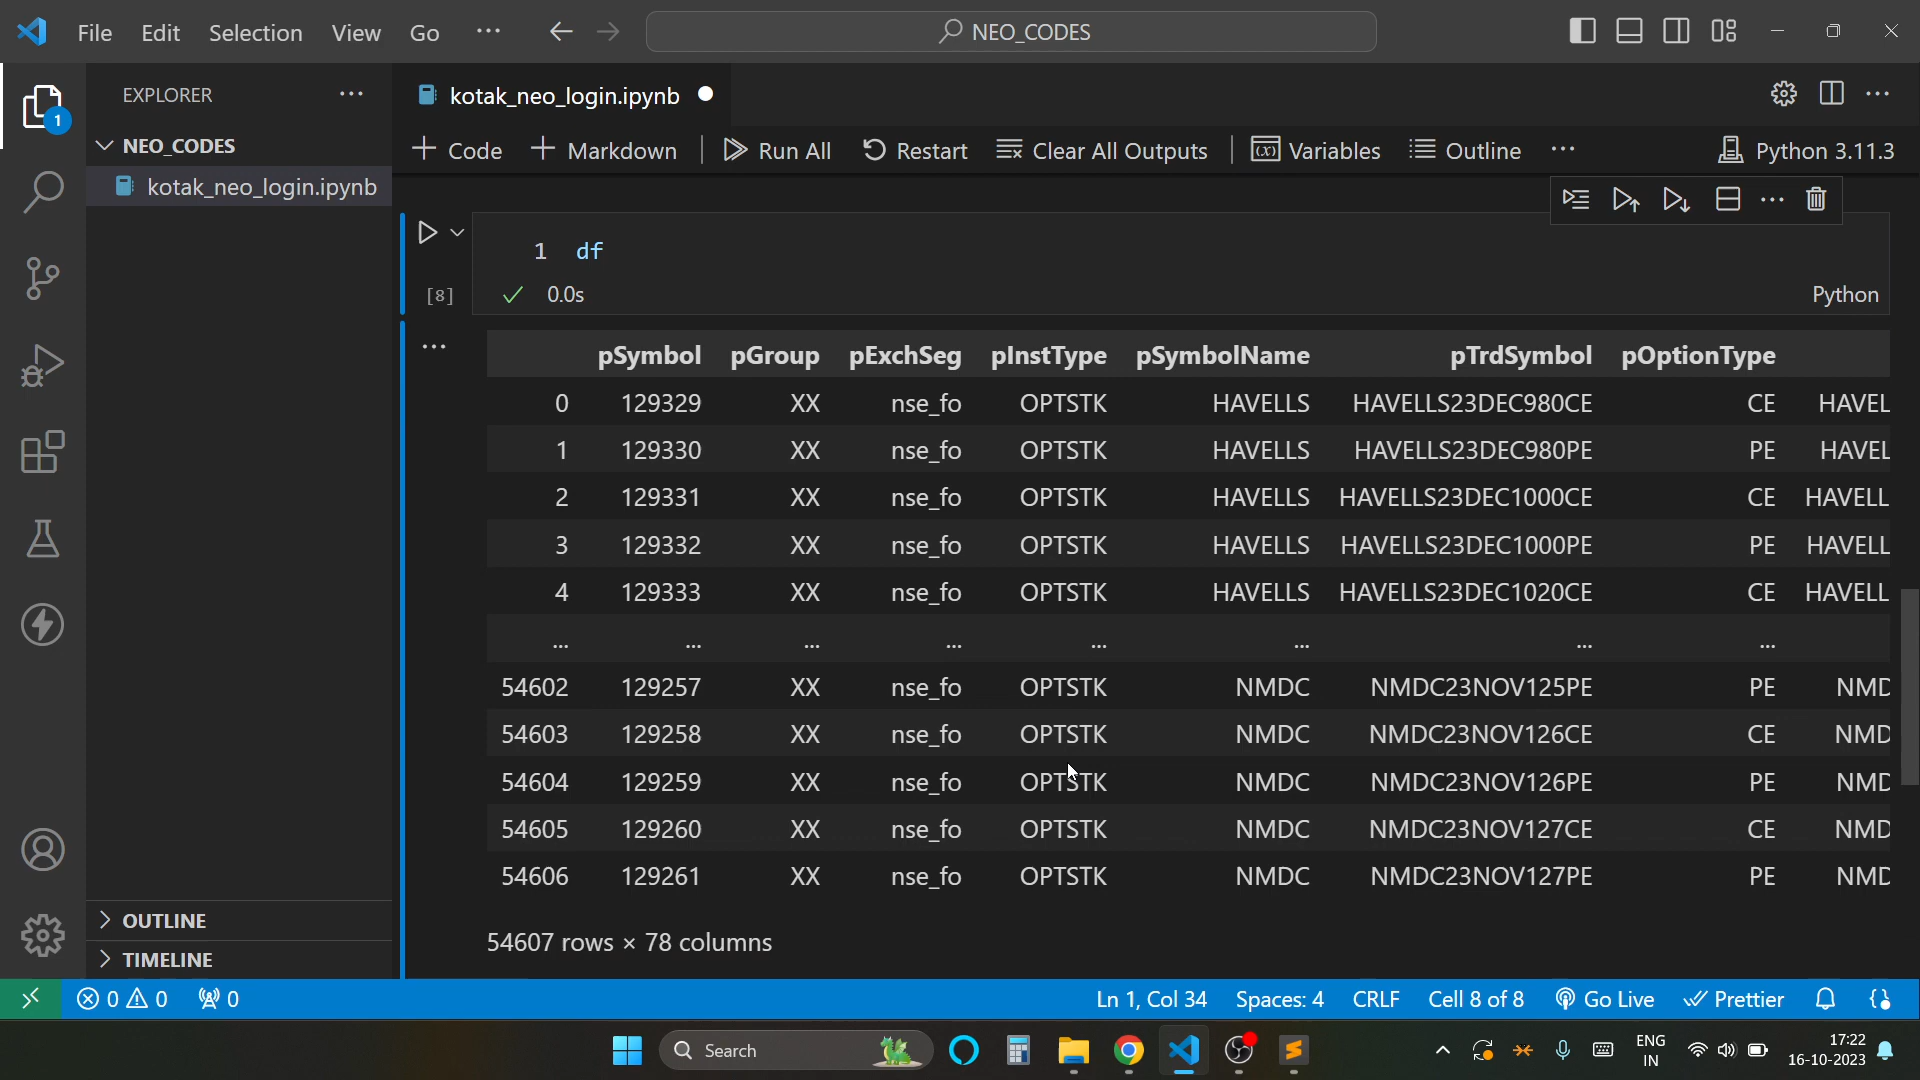 File Edit Selection View Go ··· NEO_CODES
EXPLORER ···
1
NEO_CODES
kotak_neo_login.ipynb
OUTLINE
TIMELINE
kotak_neo_login.ipynb
Code Markdown Run All Restart Clear All Outputs Variables Outline ··· Python 3.11.3
1 df
[8] 0.0s Python
pSymbol pGroup pExchSeg pInstType pSymbolName pTrdSymbol pOptionType
0 129329 XX nse_fo OPTSTK HAVELLS HAVELLS23DEC980CE CE HAVEL
1 129330 XX nse_fo OPTSTK HAVELLS HAVELLS23DEC980PE PE HAVEL
2 129331 XX nse_fo OPTSTK HAVELLS HAVELLS23DEC1000CE CE HAVELL
3 129332 XX nse_fo OPTSTK HAVELLS HAVELLS23DEC1000PE PE HAVELL
4 129333 XX nse_fo OPTSTK HAVELLS HAVELLS23DEC1020CE CE HAVELL
... ... ... ... ... ... ... ...
54602 129257 XX nse_fo OPTSTK NMDC NMDC23NOV125PE PE NMD
54603 129258 XX nse_fo OPTSTK NMDC NMDC23NOV126CE CE NMD
54604 129259 XX nse_fo OPTSTK NMDC NMDC23NOV126PE PE NMD
54605 129260 XX nse_fo OPTSTK NMDC NMDC23NOV127CE CE NMD
54606 129261 XX nse_fo OPTSTK NMDC NMDC23NOV127PE PE NMD
54607 rows × 78 columns
0 0 0 Ln 1, Col 34 Spaces: 4 CRLF Cell 8 of 8 Go Live Prettier
Search ENG 17:22
IN 16-10-2023